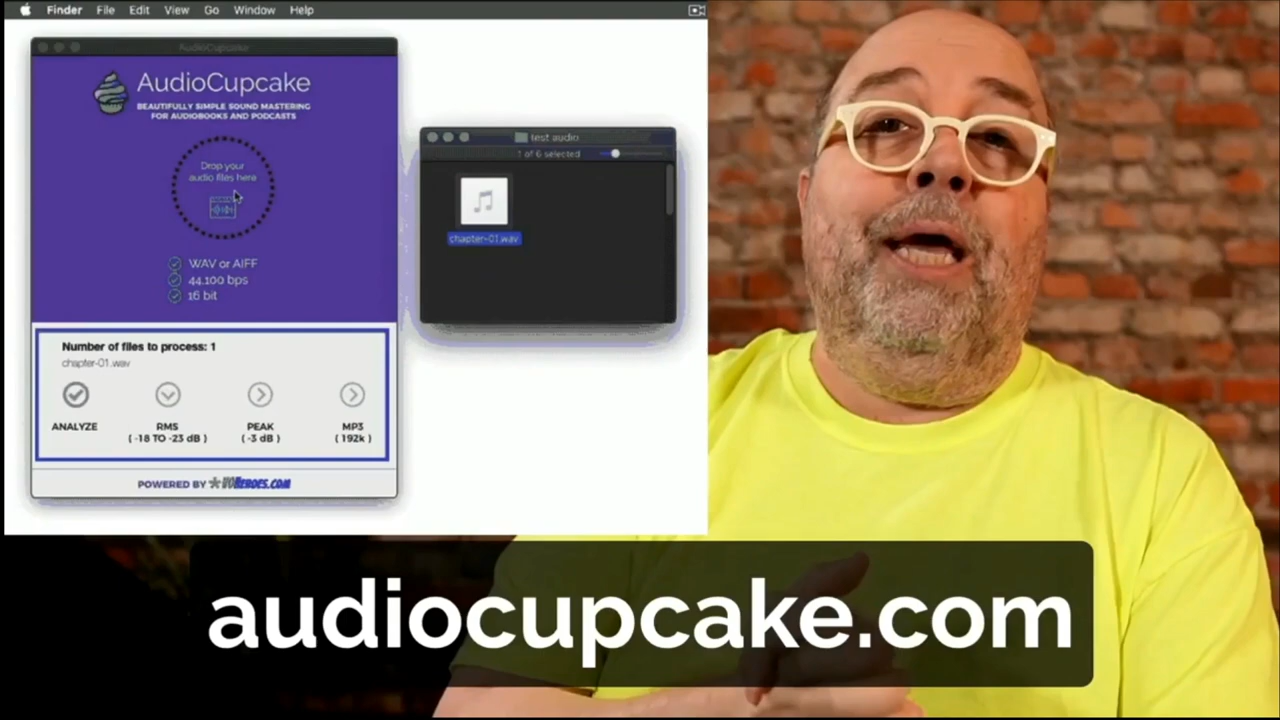 Finder File Edit View Go Window Help
AudioCupcake
AudioCupcake
BEAUTIFULLY SIMPLE SOUND MASTERING
FOR AUDIOBOOKS AND PODCASTS
Drop your
audio files here
WAV or AIFF
44,100 bps
16 bit
Number of files to process: 1
chapter-01.wav
ANALYZE
RMS
( -18 TO -23 dB )
PEAK
( -3 dB )
MP3
( 192k )
POWERED BY VOHEROES.COM
test audio
1 of 6 selected
chapter-01.wav
audiocupcake.com